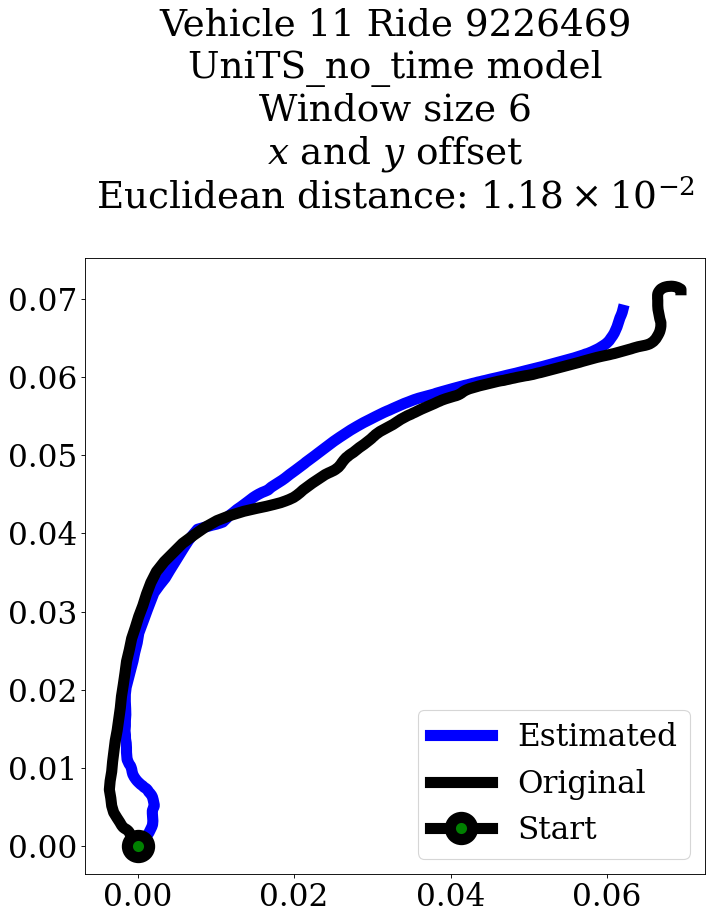 Vehicle 11 Ride 9226469
UniTS_no_time model
Window size 6
x and y offset
Euclidean distance: 1.18 × 10⁻²
0.07
0.06
0.05
0.04
0.03
0.02
0.01
0.00
Estimated
Original
Start
0.00 0.02 0.04 0.06